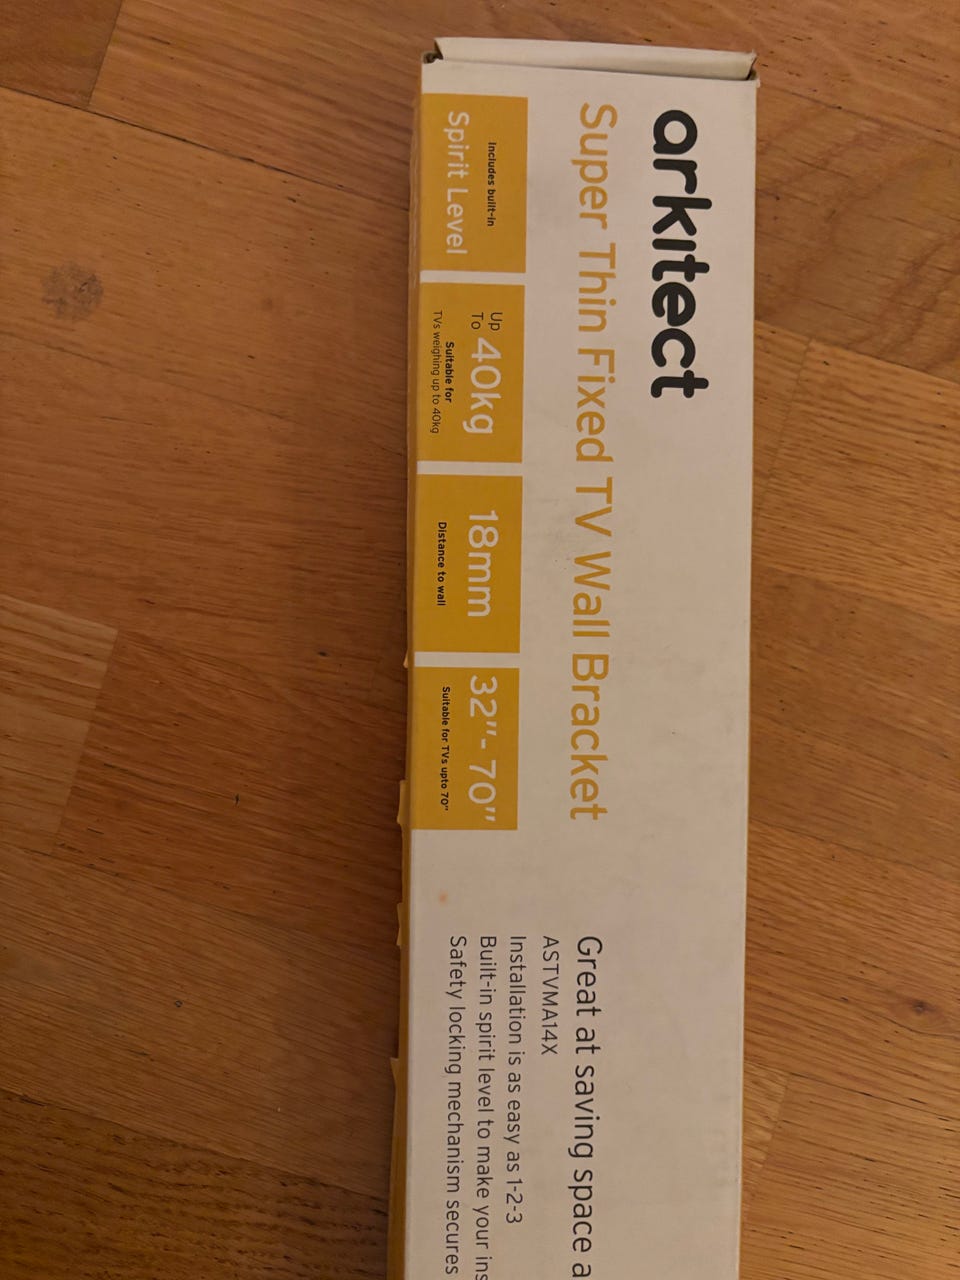 arkitect
Super Thin Fixed TV Wall Bracket
Includes built-in
Spirit Level
Up To 40kg
Suitable for
TVs weighing up to 40kg
18mm
Distance to wall
32"- 70"
Suitable for TVs upto 70"
Great at saving space a
ASTVMA14X
Installation is as easy as 1-2-3
Built-in spirit level to make your ins
Safety locking mechanism secures